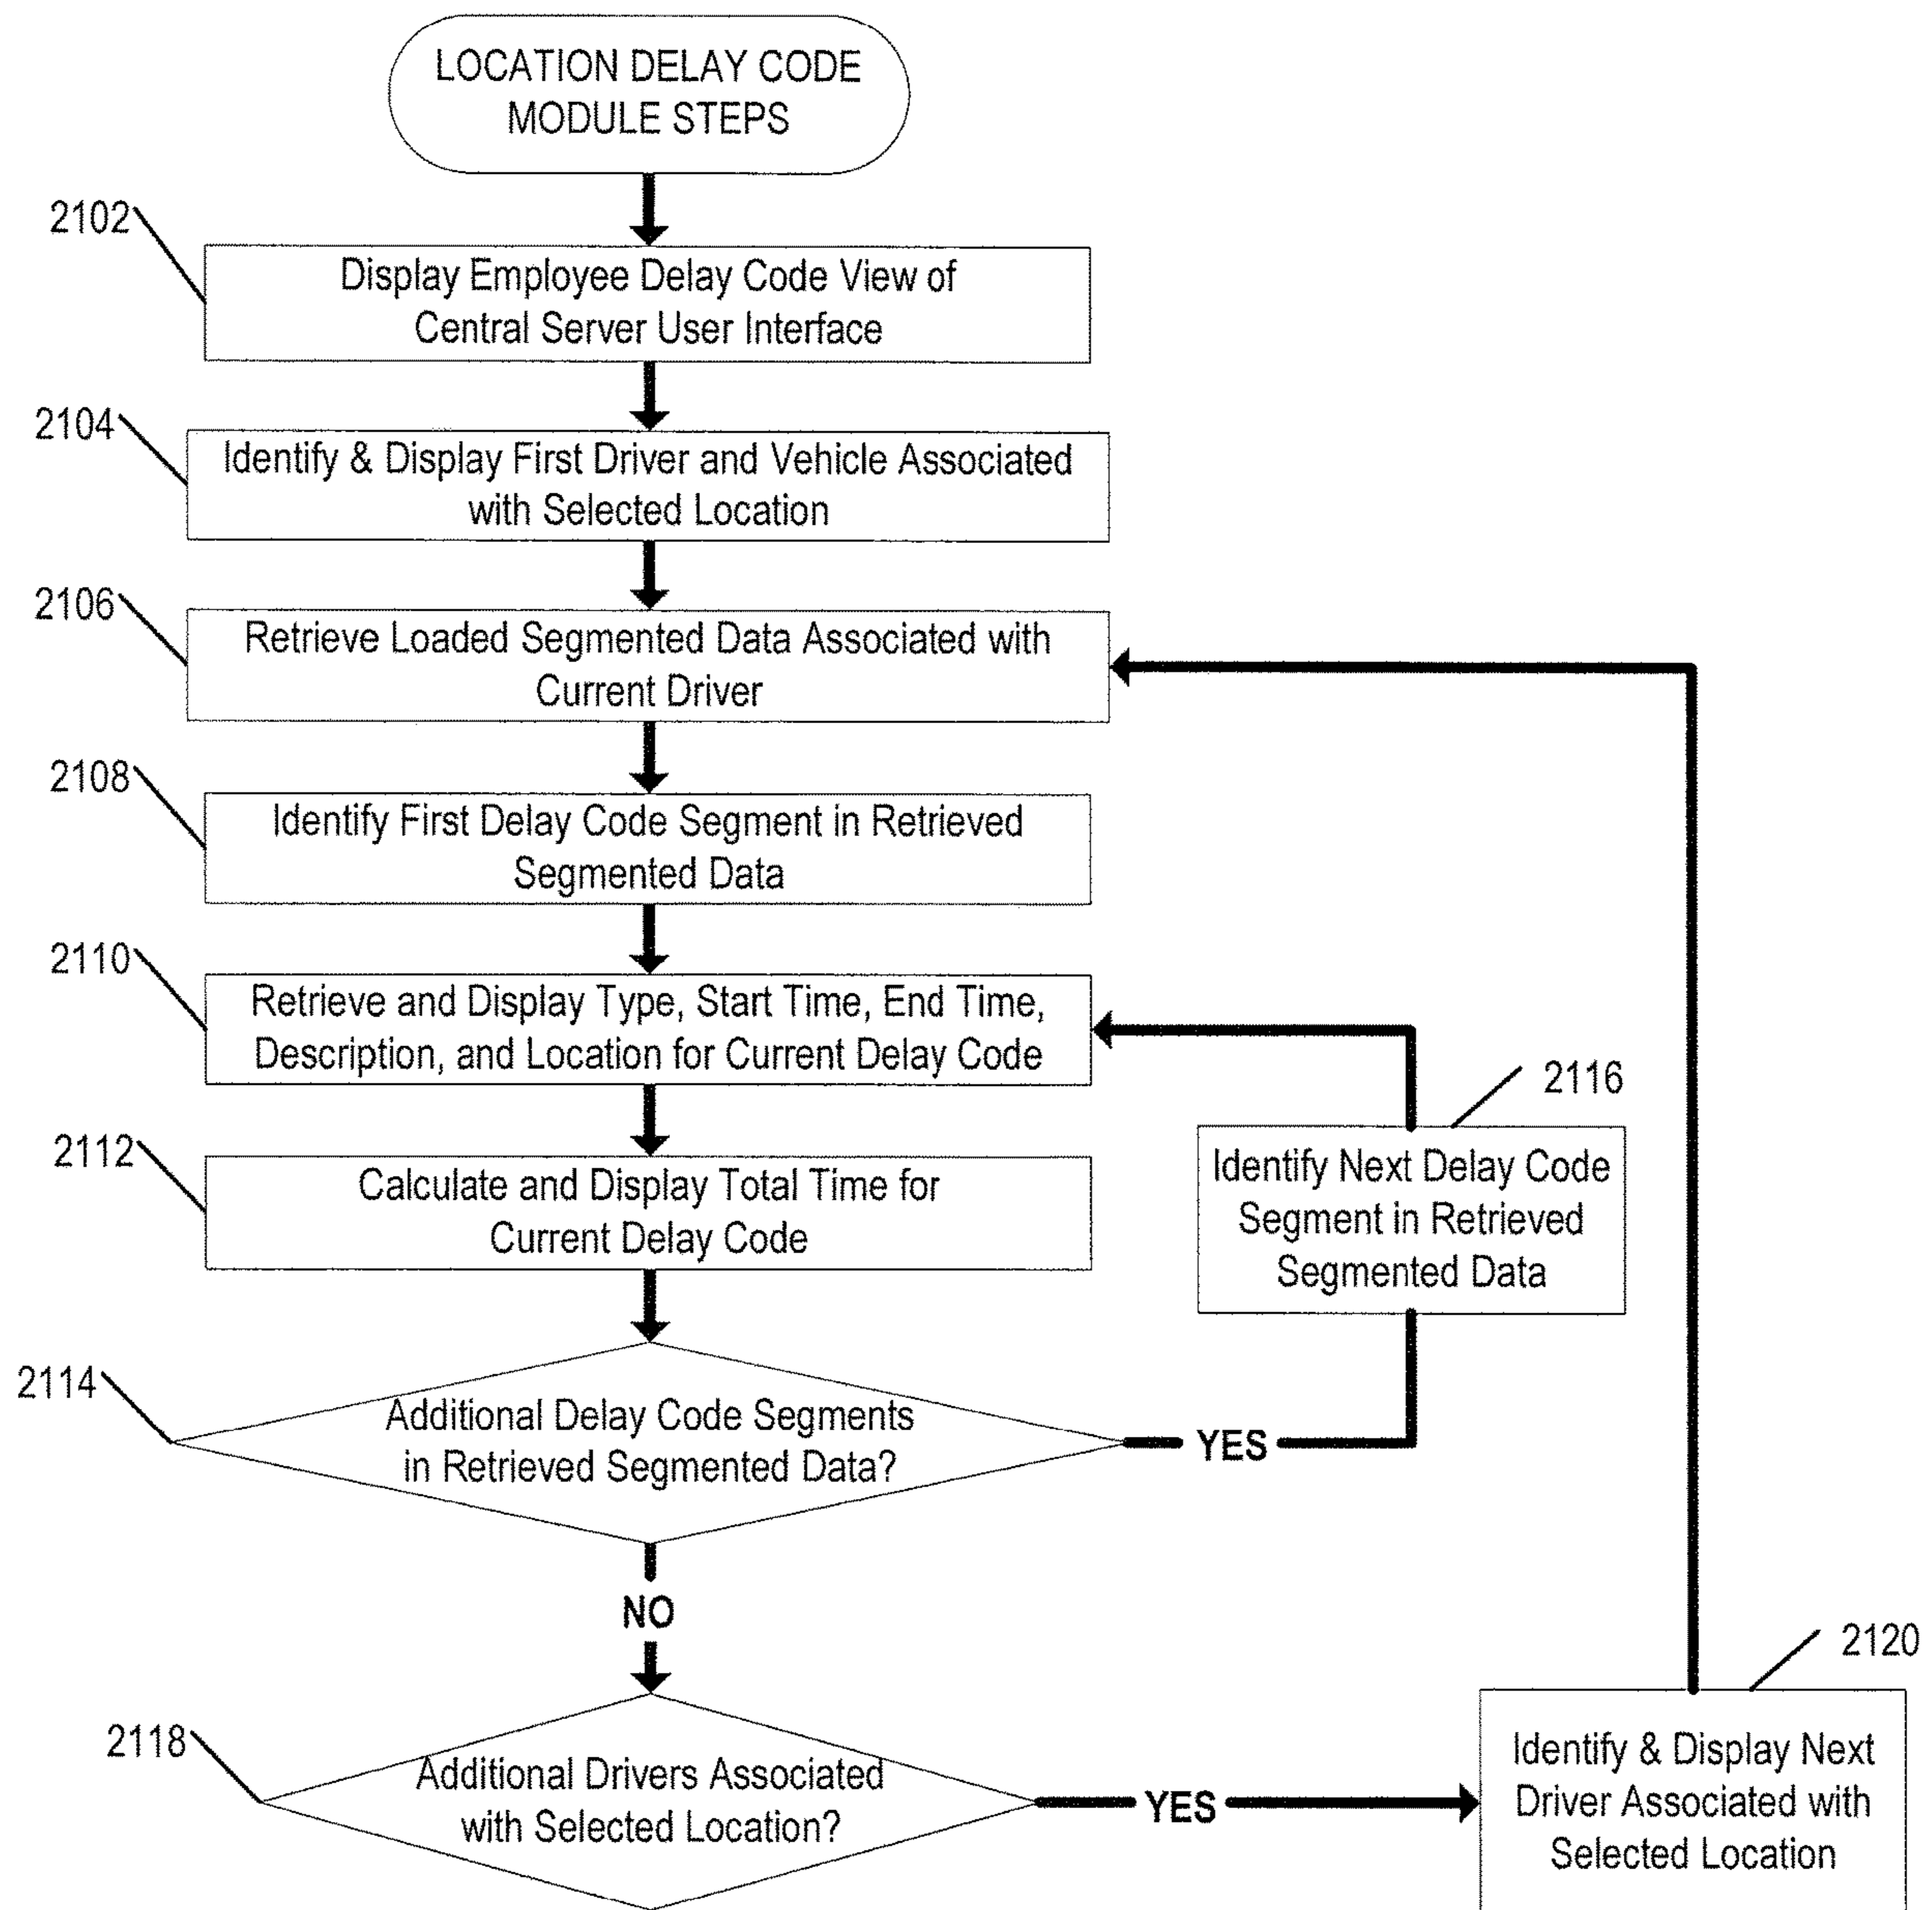 LOCATION DELAY CODE
MODULE STEPS
2102
Display Employee Delay Code View of
Central Server User Interface
2104
Identify & Display First Driver and Vehicle Associated
with Selected Location
2106
Retrieve Loaded Segmented Data Associated with
Current Driver
2108
Identify First Delay Code Segment in Retrieved
Segmented Data
2110
Retrieve and Display Type, Start Time, End Time,
Description, and Location for Current Delay Code
2112
Calculate and Display Total Time for
Current Delay Code
2116
Identify Next Delay Code
Segment in Retrieved
Segmented Data
2114
Additional Delay Code Segments
in Retrieved Segmented Data?
YES
NO
2118
Additional Drivers Associated
with Selected Location?
YES
2120
Identify & Display Next
Driver Associated with
Selected Location